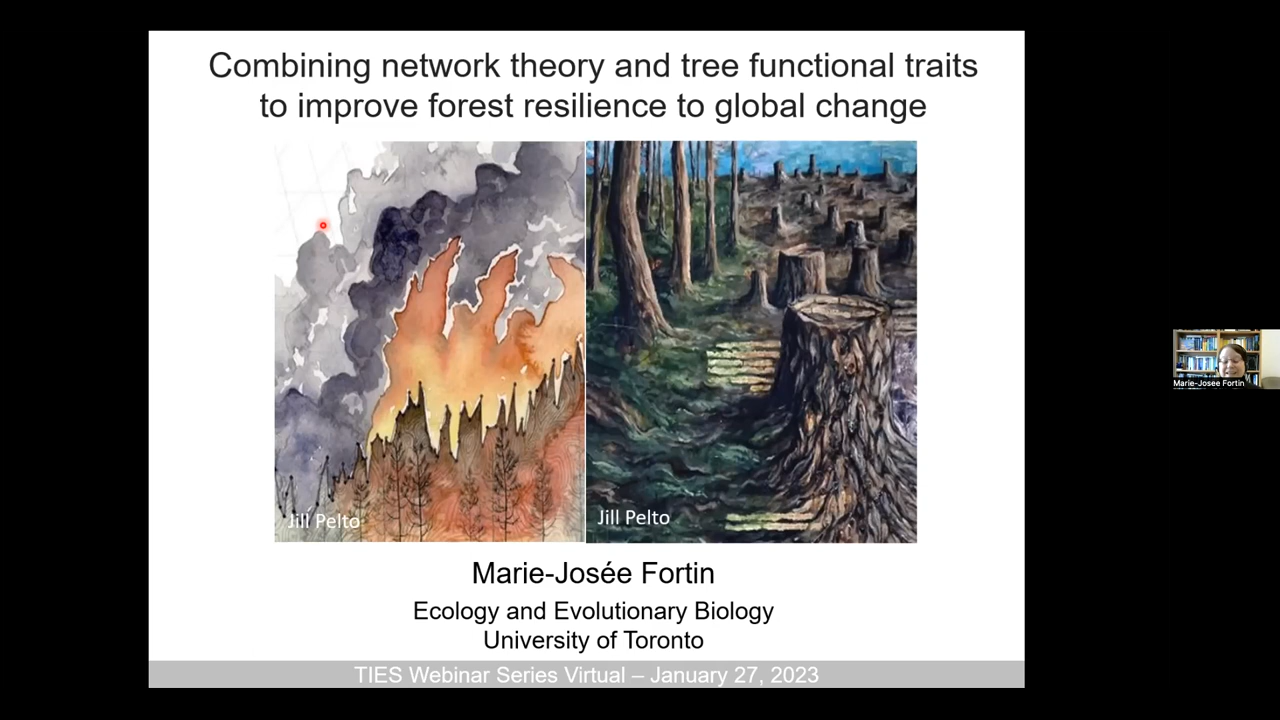 Combining network theory and tree functional traits
to improve forest resilience to global change
Jill Pelto
Jill Pelto
Marie-Josée Fortin
Ecology and Evolutionary Biology
University of Toronto
TIES Webinar Series Virtual – January 27, 2023
Marie-Josée Fortin